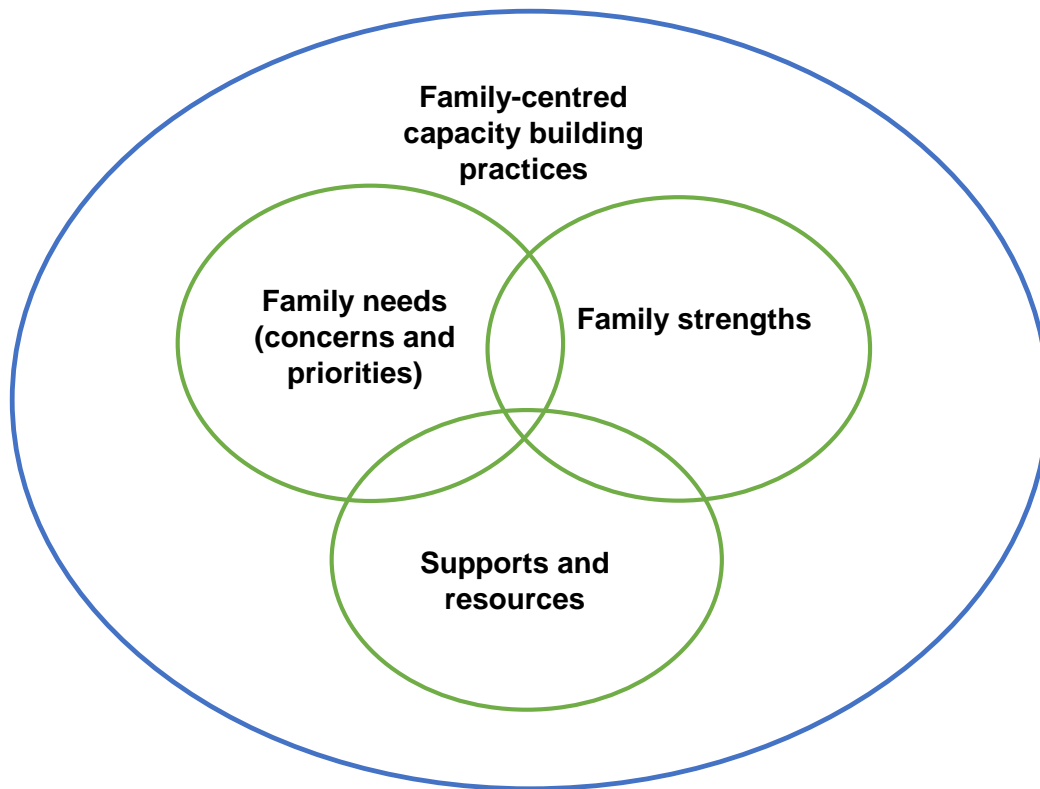 Family-centred
capacity building
practices
Family needs
(concerns and
priorities)
Family strengths
Supports and
resources